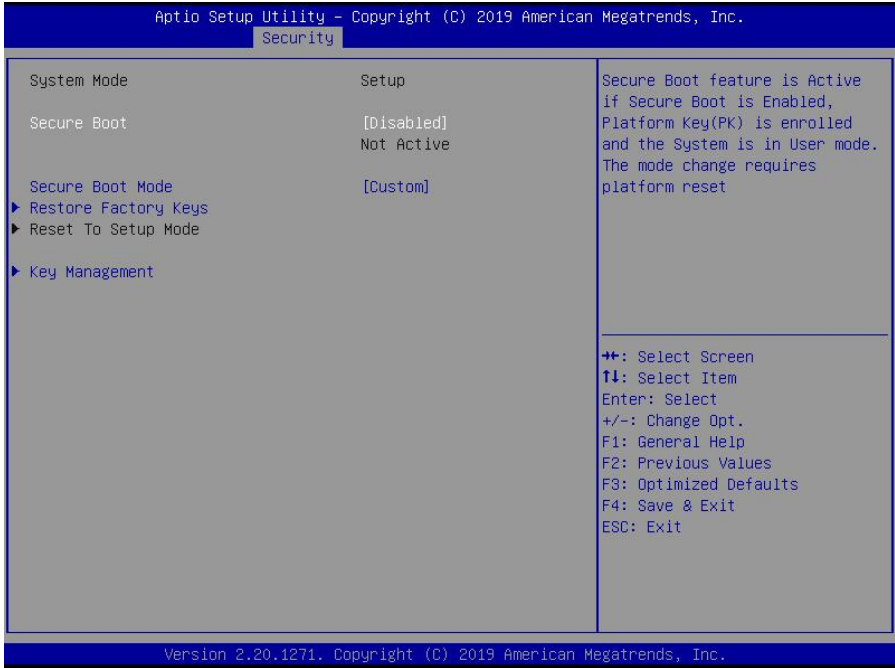 Aptio Setup Utility – Copyright (C) 2019 American Megatrends, Inc.
Security
System Mode Setup
Secure Boot [Disabled]
Not Active
Secure Boot Mode [Custom]
Restore Factory Keys
Reset To Setup Mode
Key Management
Secure Boot feature is Active
if Secure Boot is Enabled,
Platform Key(PK) is enrolled
and the System is in User mode.
The mode change requires
platform reset
→←: Select Screen
↑↓: Select Item
Enter: Select
+/-: Change Opt.
F1: General Help
F2: Previous Values
F3: Optimized Defaults
F4: Save & Exit
ESC: Exit
Version 2.20.1271. Copyright (C) 2019 American Megatrends, Inc.